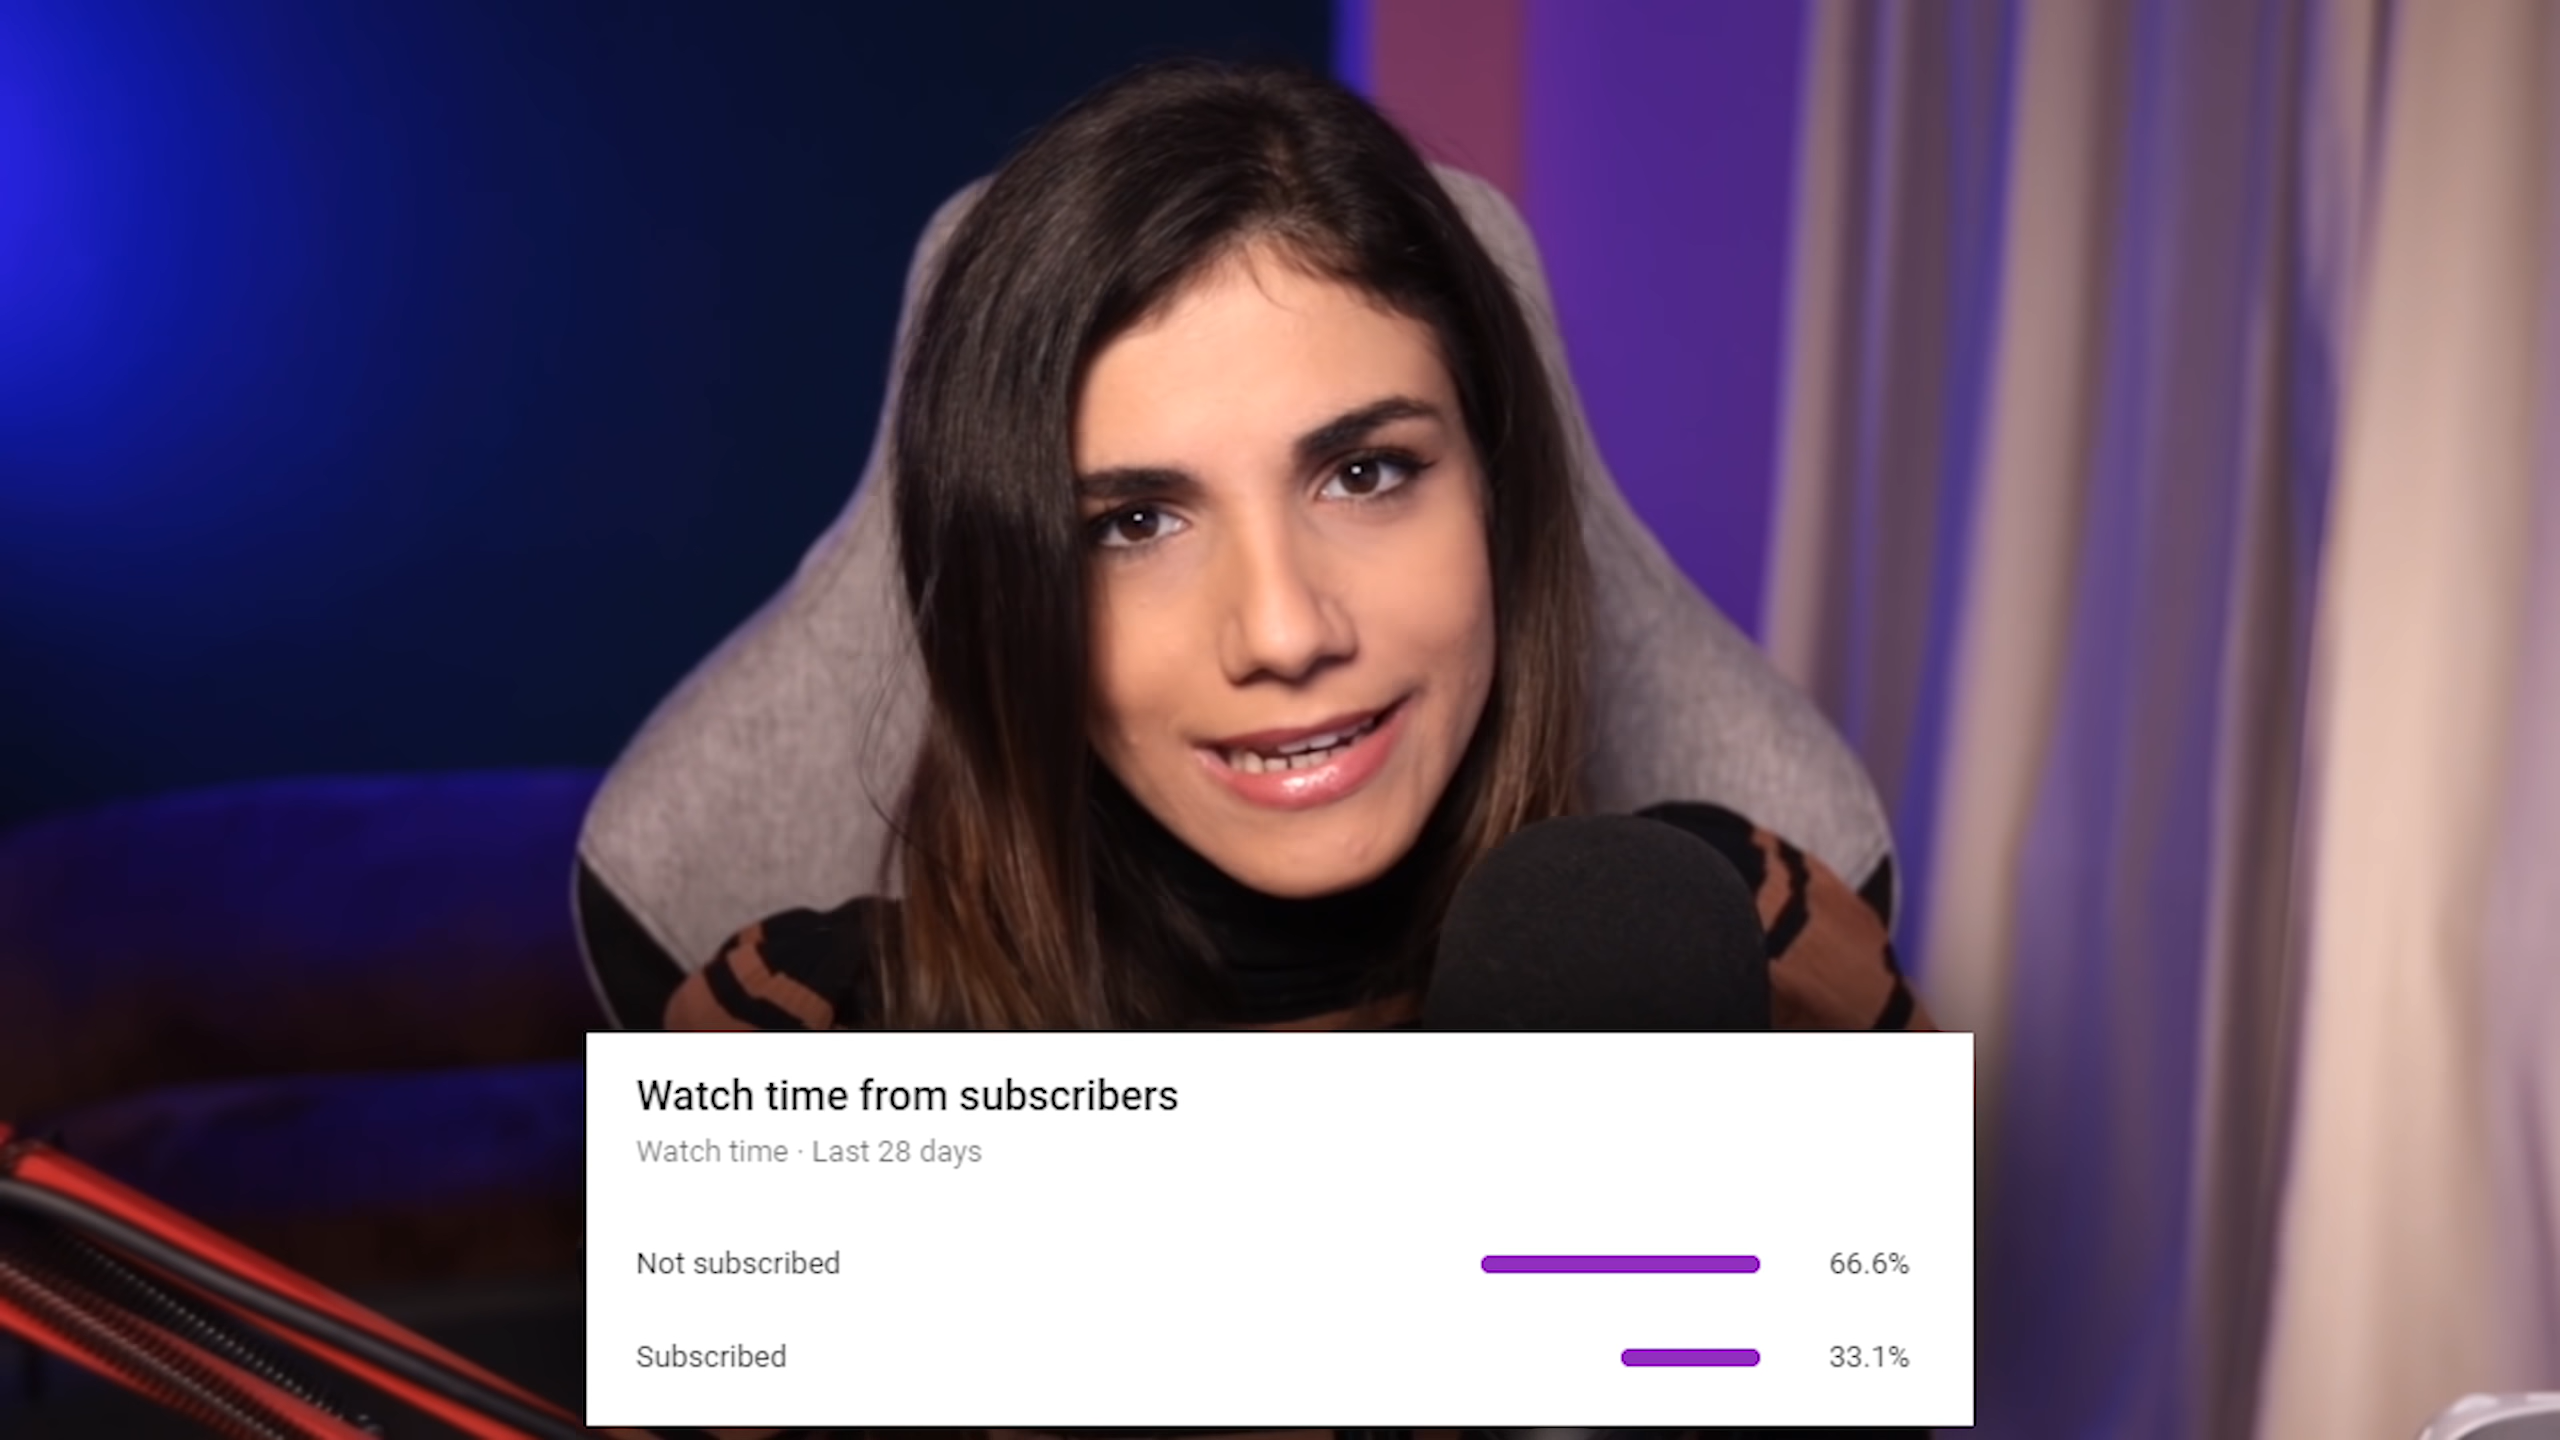 Watch time from subscribers
Watch time · Last 28 days
Not subscribed 66.6%
Subscribed 33.1%